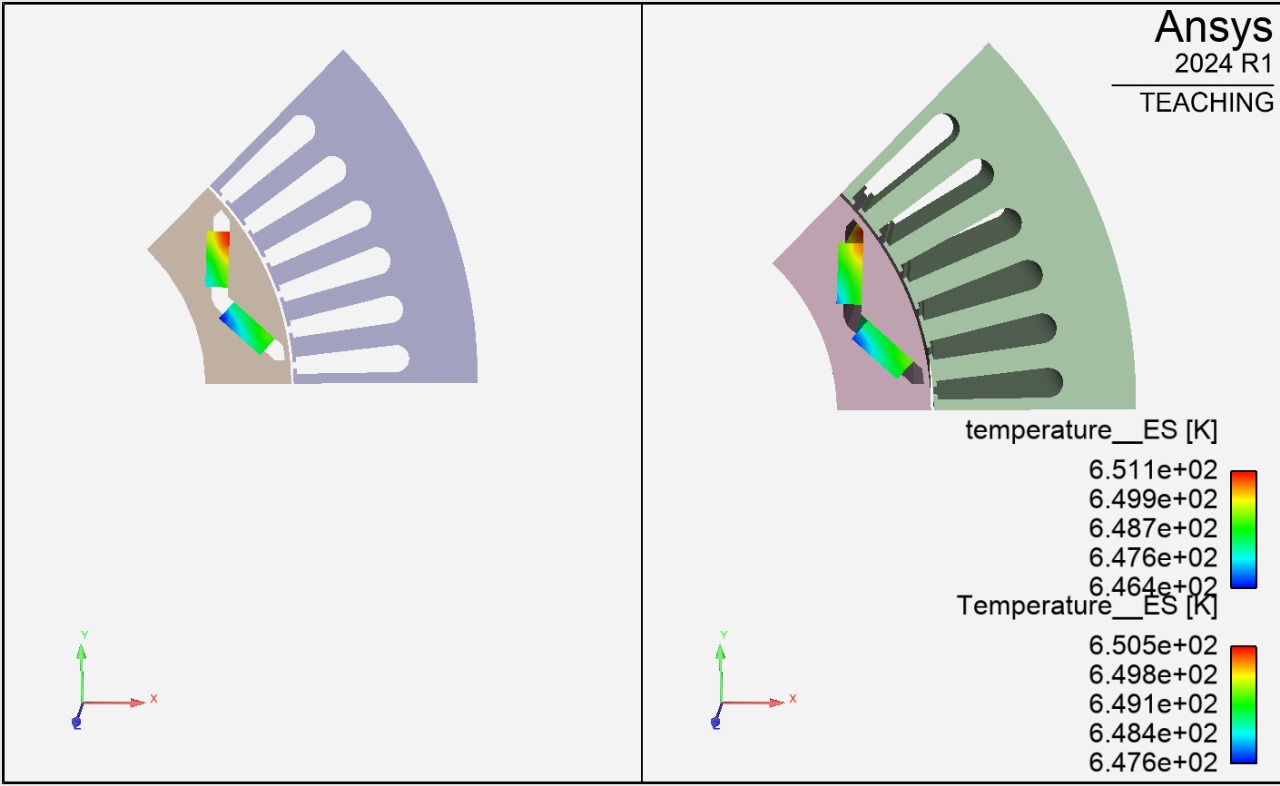 Ansys
2024 R1
TEACHING
temperature__ES [K]
6.511e+02
6.499e+02
6.487e+02
6.476e+02
6.464e+02
Temperature__ES [K]
6.505e+02
6.498e+02
6.491e+02
6.484e+02
6.476e+02
Y
X
Z
Y
X
Z